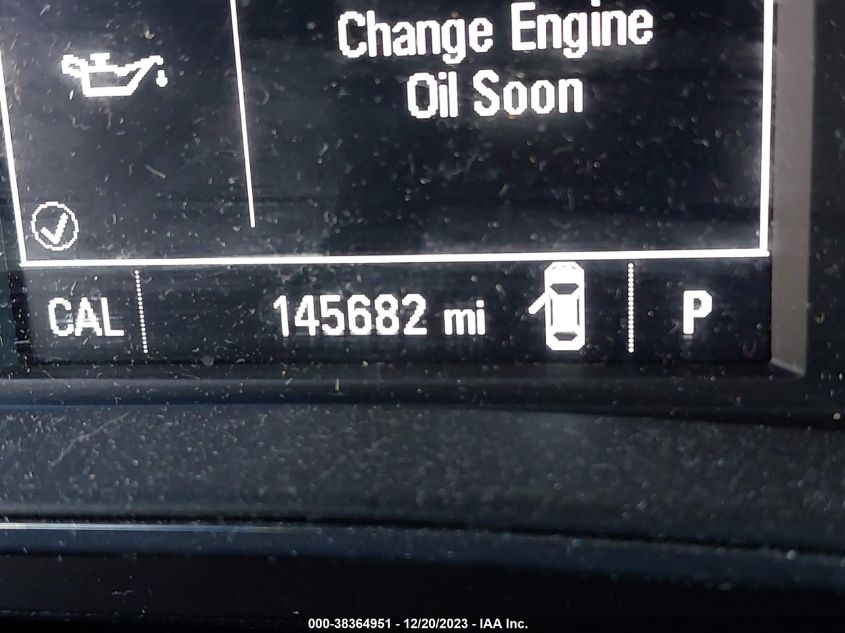 Change Engine
Oil Soon
CAL 145682 mi P
000-38364951 - 12/20/2023 - IAA Inc.